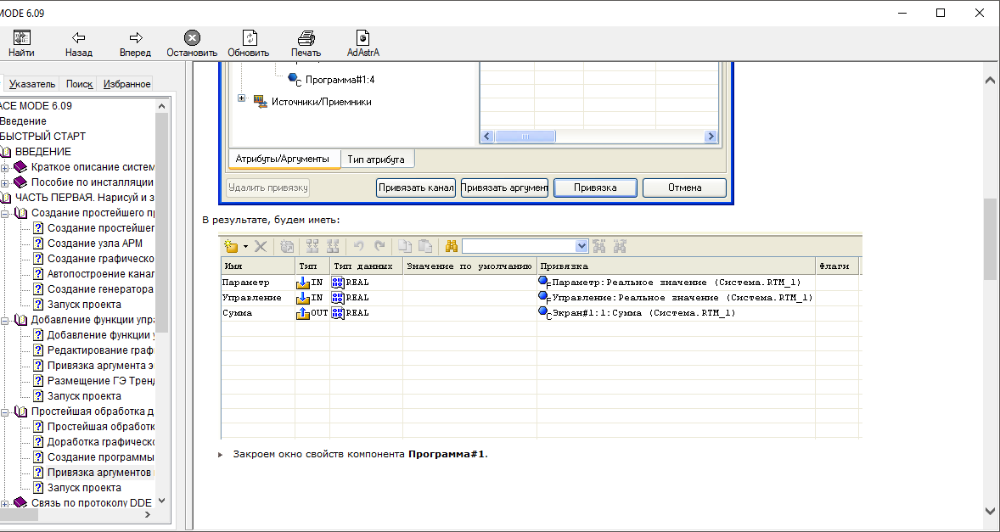 MODE 6.09
Найти Назад Вперед Остановить Обновить Печать AdAstrA
Указатель Поиск Избранное
ACE MODE 6.09
Введение
БЫСТРЫЙ СТАРТ
ВВЕДЕНИЕ
Краткое описание систем
Пособие по инсталляции
ЧАСТЬ ПЕРВАЯ. Нарисуй и з
Создание простейшего пр
Создание простейшег
Создание узла АРМ
Создание графическо
Автопостроение канал
Создание генератора
Запуск проекта
Добавление функции упра
Добавление функции у
Редактирование граф
Привязка аргумента э
Размещение ГЭ Тренд
Запуск проекта
Простейшая обработка д
Простейшая обработк
Доработка графическо
Создание программы
Привязка аргументов
Запуск проекта
Связь по протоколу DDE
C Программа#1:4
Источники/Приемники
Атрибуты/Аргументы Тип атрибута
Удалить привязку Привязать канал Привязать аргумент Привязка Отмена
В результате, будем иметь:
Имя Тип Тип данных Значение по умолчанию Привязка Флаги
Параметр IN REAL F Параметр:Реальное значение (Система.RTM_1)
Управление IN REAL F Управление:Реальное значение (Система.RTM_1)
Сумма OUT REAL C Экран#1:1:Сумма (Система.RTM_1)
Закроем окно свойств компонента Программа#1.